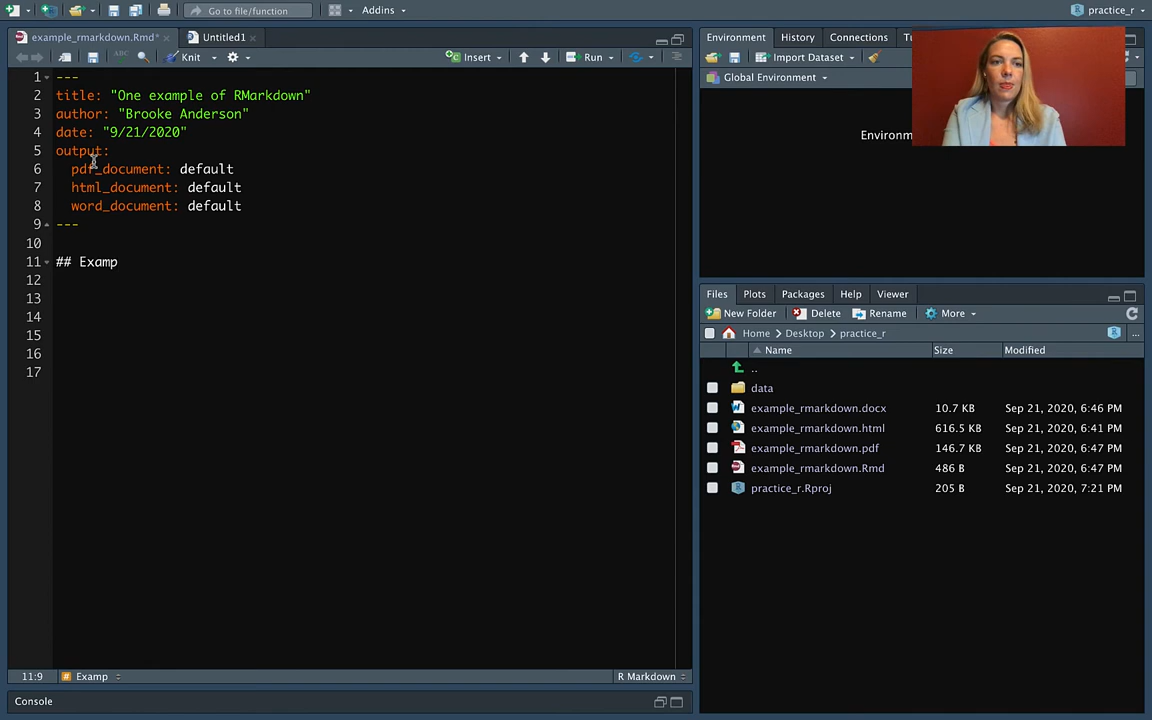 Go to file/function
Addins
practice_r
example_rmarkdown.Rmd*
Untitled1
ABC
Knit
Insert
Run
1 ---
2 title: "One example of RMarkdown"
3 author: "Brooke Anderson"
4 date: "9/21/2020"
5 output:
6 pdf_document: default
7 html_document: default
8 word_document: default
9 ---
10
11 ## Examp
12
13
14
15
16
17
11:9 # Examp
R Markdown
Console
Environment History Connections
Import Dataset
Global Environment
Files Plots Packages Help Viewer
New Folder Delete Rename More
Home Desktop practice_r ...
Name Size Modified
..
data
example_rmarkdown.docx 10.7 KB Sep 21, 2020, 6:46 PM
example_rmarkdown.html 616.5 KB Sep 21, 2020, 6:41 PM
example_rmarkdown.pdf 146.7 KB Sep 21, 2020, 6:47 PM
example_rmarkdown.Rmd 486 B Sep 21, 2020, 6:47 PM
practice_r.Rproj 205 B Sep 21, 2020, 7:21 PM